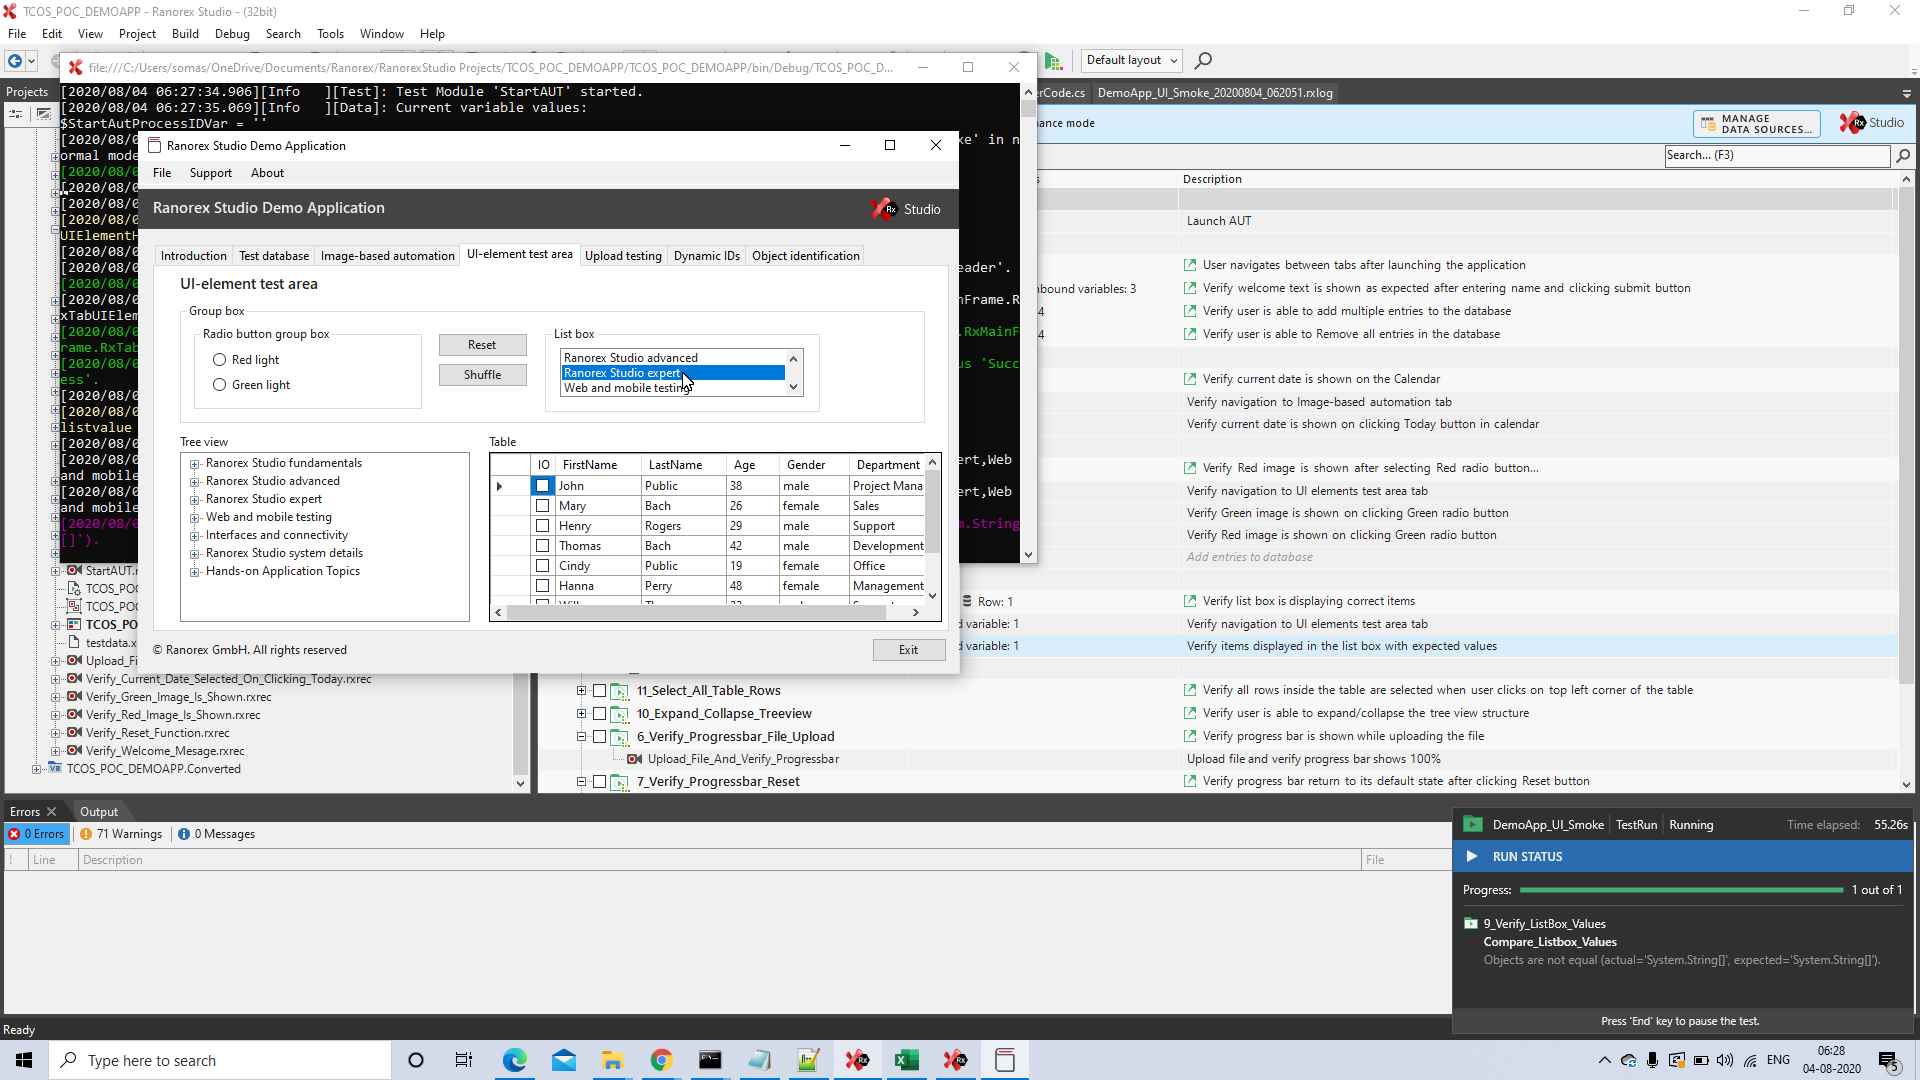 TCOS_POC_DEMOAPP - Ranorex Studio - (32bit)
File Edit View Project Build Debug Search Tools Window Help
file:///C:/Users/somas/OneDrive/Documents/Ranorex/RanorexStudio Projects/TCOS_POC_DEMOAPP/TCOS_POC_DEMOAPP/bin/Debug/TCOS_POC_D...
Default layout
Projects
[2020/08/04 06:27:34.906][Info ][Test]: Test Module 'StartAUT' started.
[2020/08/04 06:27:35.069][Info ][Data]: Current variable values:
$StartAutProcessIDVar = ''
erCode.cs DemoApp_UI_Smoke_20200804_062051.rxlog
ance mode
MANAGE
DATA SOURCES...
Studio
Search... (F3)
[2020/08/0
ke' in n
ormal mode
[2020/08/0
[2020/08/0
[2020/08/0
[2020/08/0
UIElementH
[2020/08/0
[2020/08/0
eader'.
[2020/08/0
[2020/08/0
nFrame.R
xTabUIElem
[2020/08/0
.RxMainF
rame.RxTab
[2020/08/0
us 'Succ
ess'.
[2020/08/0
[2020/08/0
listvalue
[2020/08/0
ert,Web
and mobile
[2020/08/0
ert,Web
and mobile
[2020/08/0
m.String
[]').
Ranorex Studio Demo Application
File Support About
Ranorex Studio Demo Application
Rx Studio
Introduction Test database Image-based automation UI-element test area Upload testing Dynamic IDs Object identification
UI-element test area
Group box
Radio button group box
Red light
Green light
Reset
Shuffle
List box
Ranorex Studio advanced
Ranorex Studio expert
Web and mobile testing
Tree view
Ranorex Studio fundamentals
Ranorex Studio advanced
Ranorex Studio expert
Web and mobile testing
Interfaces and connectivity
Ranorex Studio system details
Hands-on Application Topics
Table
IO FirstName LastName Age Gender Department
John Public 38 male Project Mana
Mary Bach 26 female Sales
Henry Rogers 29 male Support
Thomas Bach 42 male Development
Cindy Public 19 female Office
Hanna Perry 48 female Management
© Ranorex GmbH. All rights reserved
Exit
Description
Launch AUT
User navigates between tabs after launching the application
nbound variables: 3 Verify welcome text is shown as expected after entering name and clicking submit button
4 Verify user is able to add multiple entries to the database
4 Verify user is able to Remove all entries in the database
Verify current date is shown on the Calendar
Verify navigation to Image-based automation tab
Verify current date is shown on clicking Today button in calendar
Verify Red image is shown after selecting Red radio button...
Verify navigation to UI elements test area tab
Verify Green image is shown on clicking Green radio button
Verify Red image is shown on clicking Green radio button
Add entries to database
Row: 1 Verify list box is displaying correct items
d variable: 1 Verify navigation to UI elements test area tab
d variable: 1 Verify items displayed in the list box with expected values
11_Select_All_Table_Rows Verify all rows inside the table are selected when user clicks on top left corner of the table
10_Expand_Collapse_Treeview Verify user is able to expand/collapse the tree view structure
6_Verify_Progressbar_File_Upload Verify progress bar is shown while uploading the file
Upload_File_And_Verify_Progressbar Upload file and verify progress bar shows 100%
7_Verify_Progressbar_Reset Verify progress bar return to its default state after clicking Reset button
StartAUT.r
TCOS_POC
TCOS_POC
TCOS_PO
testdata.x
Upload_Fi
Verify_Current_Date_Selected_On_Clicking_Today.rxrec
Verify_Green_Image_Is_Shown.rxrec
Verify_Red_Image_Is_Shown.rxrec
Verify_Reset_Function.rxrec
Verify_Welcome_Mesage.rxrec
TCOS_POC_DEMOAPP.Converted
Errors Output
0 Errors 71 Warnings 0 Messages
! Line Description File
DemoApp_UI_Smoke TestRun Running Time elapsed: 55.26s
RUN STATUS
Progress: 1 out of 1
9_Verify_ListBox_Values
Compare_Listbox_Values
Objects are not equal (actual='System.String[]', expected='System.String[]').
Press 'End' key to pause the test.
Ready
Type here to search
ENG
06:28
04-08-2020
5